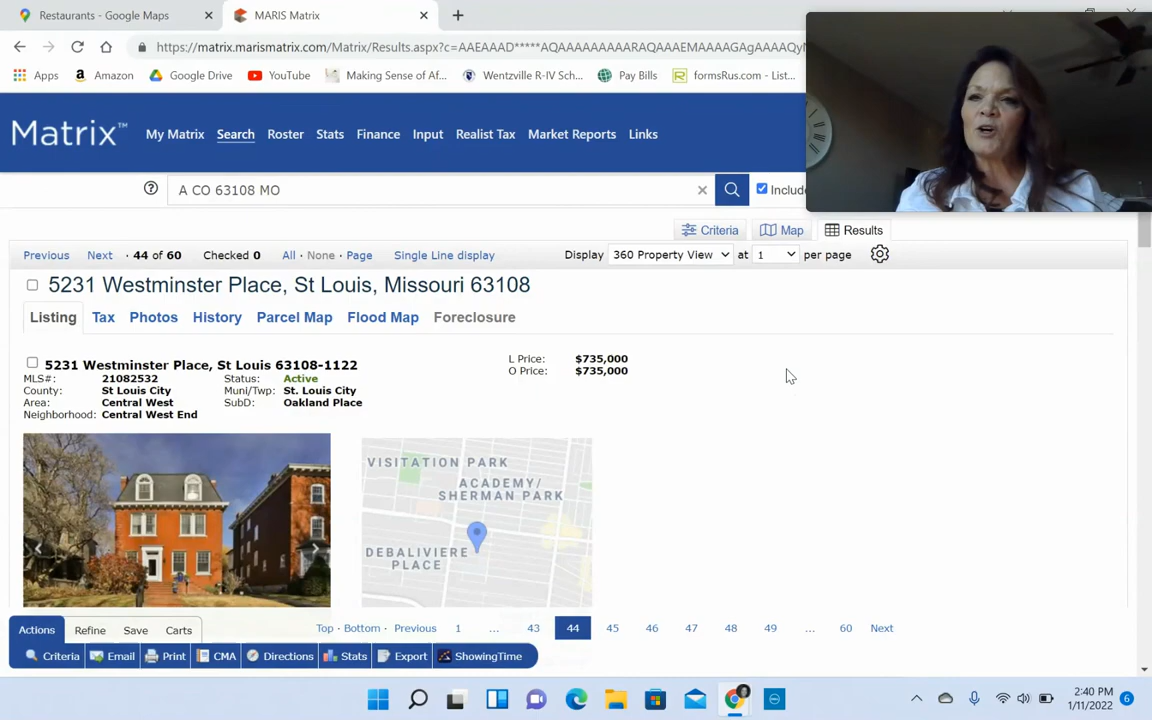 Restaurants - Google Maps
MARIS Matrix
https://matrix.marismatrix.com/Matrix/Results.aspx?c=AAEAAAD*****AQAAAAAAAAARAQAAAEMAAAAGAgAAAAQy
Apps Amazon Google Drive YouTube Making Sense of Af... Wentzville R-IV Sch... Pay Bills formsRus.com - List...
Matrix™ My Matrix Search Roster Stats Finance Input Realist Tax Market Reports Links
A CO 63108 MO Include
Criteria Map Results
Previous Next · 44 of 60 Checked 0 All · None · Page Single Line display Display 360 Property View at 1 per page
5231 Westminster Place, St Louis, Missouri 63108
Listing Tax Photos History Parcel Map Flood Map Foreclosure
5231 Westminster Place, St Louis 63108-1122 L Price: $735,000
MLS#: 21082532 Status: Active O Price: $735,000
County: St Louis City Muni/Twp: St. Louis City
Area: Central West SubD: Oakland Place
Neighborhood: Central West End
VISITATION PARK
ACADEMY/
SHERMAN PARK
DEBALIVIERE
PLACE
Actions Refine Save Carts Top · Bottom · Previous 1 ... 43 44 45 46 47 48 49 ... 60 Next
Criteria Email Print CMA Directions Stats Export ShowingTime
2:40 PM
1/11/2022 6